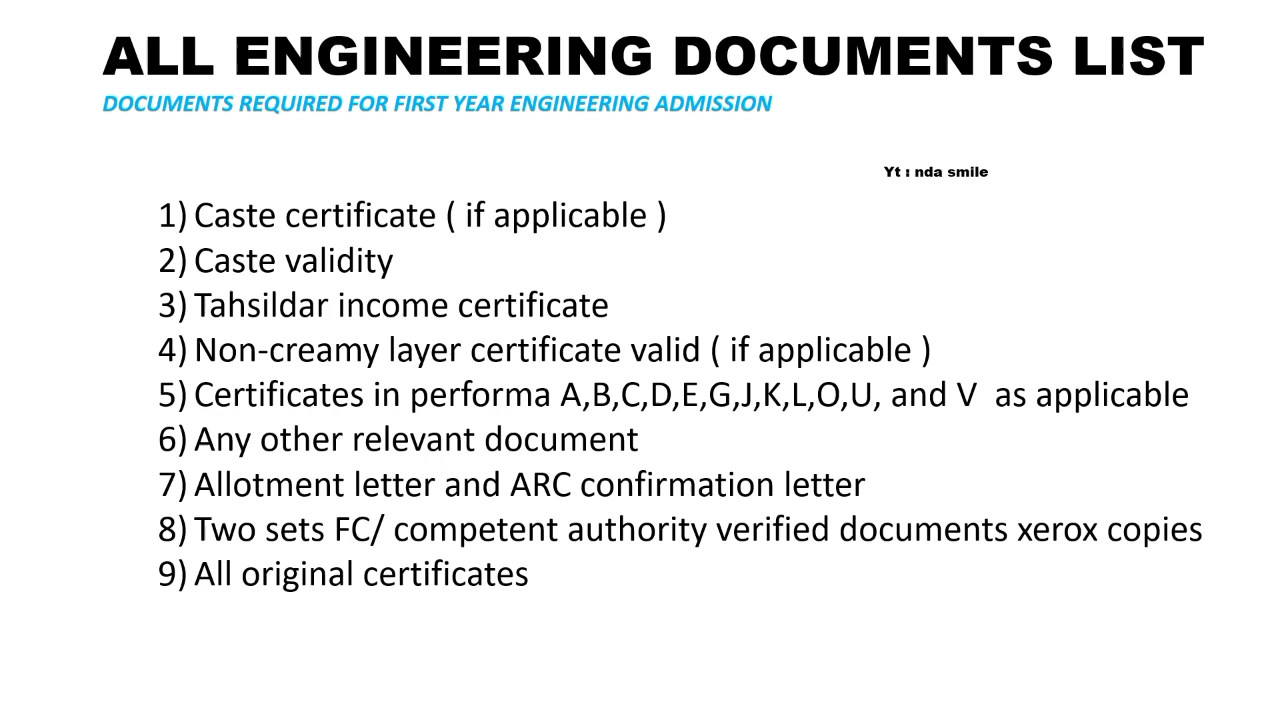 ALL ENGINEERING DOCUMENTS LIST
DOCUMENTS REQUIRED FOR FIRST YEAR ENGINEERING ADMISSION
Yt : nda smile
1) Caste certificate ( if applicable )
2) Caste validity
3) Tahsildar income certificate
4) Non-creamy layer certificate valid ( if applicable )
5) Certificates in performa A,B,C,D,E,G,J,K,L,O,U, and V  as applicable
6) Any other relevant document
7) Allotment letter and ARC confirmation letter
8) Two sets FC/ competent authority verified documents xerox copies
9) All original certificates